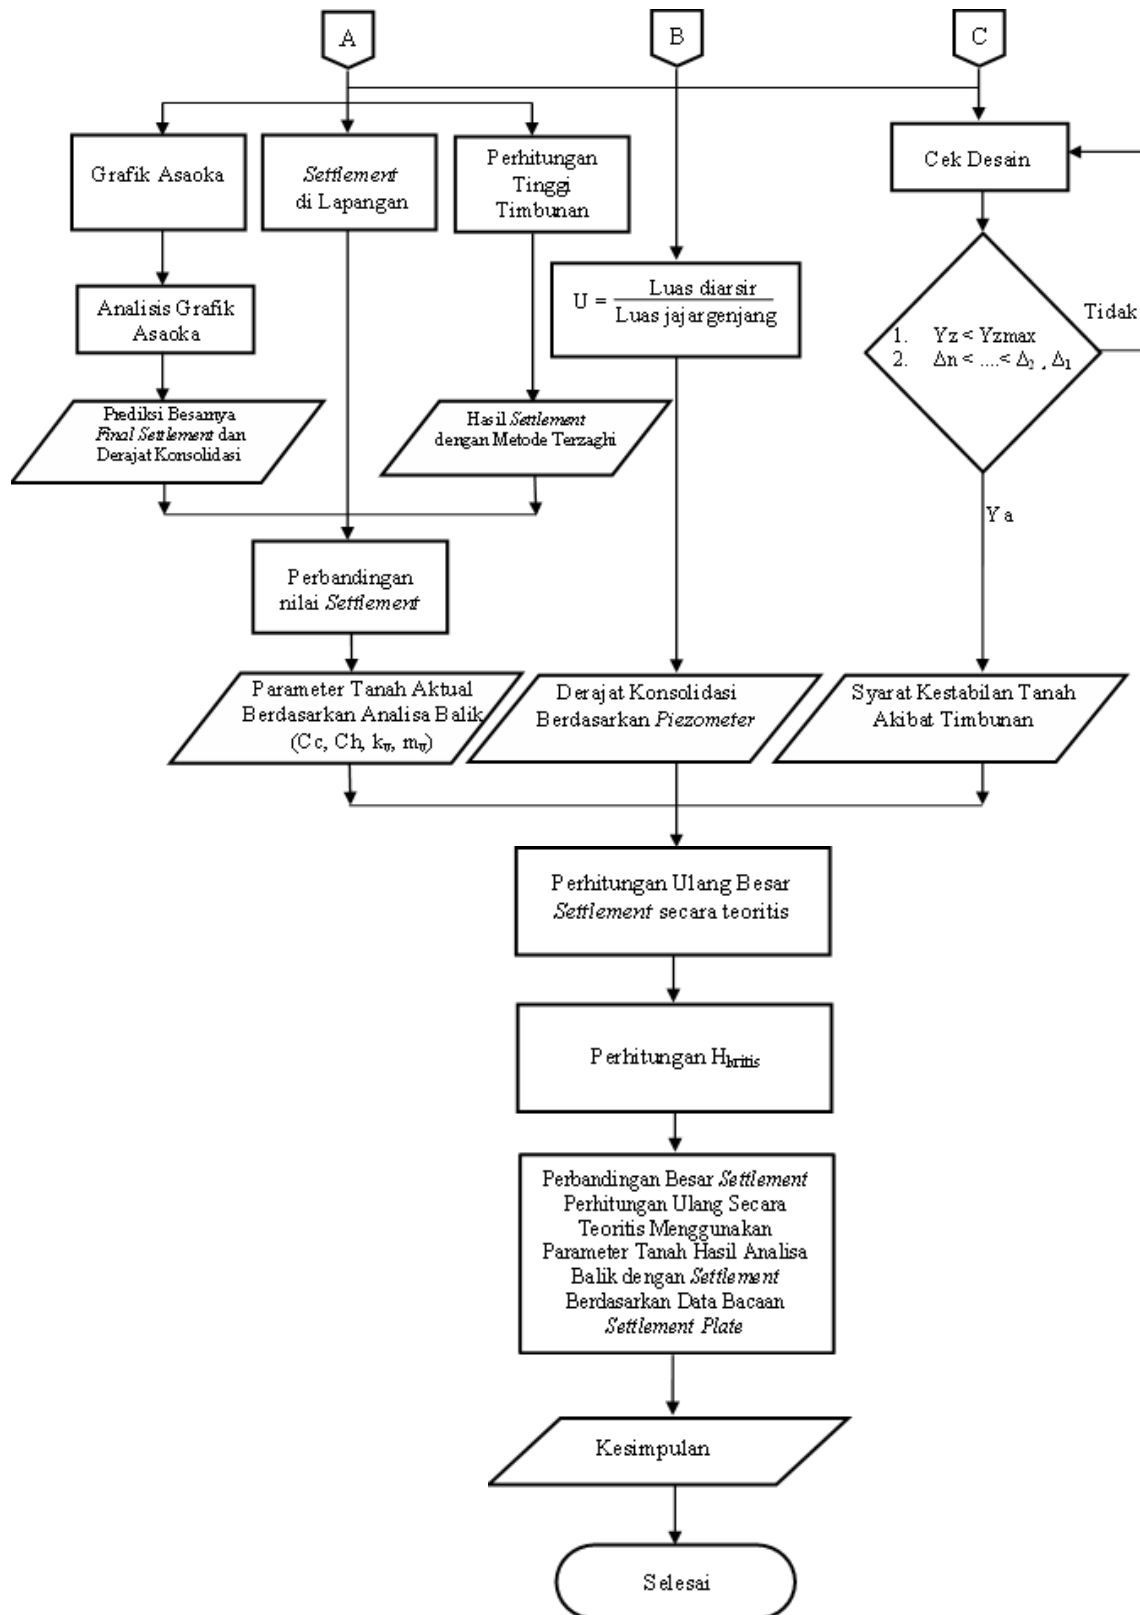 A
B
C
Grafik Asaoka
Settlement
di Lapangan
Perhitungan
Tinggi
Timbunan
Cek Desain
Analisis Grafik
Asaoka
U = Luas diarsir
Luas jajargenjang
Tidak
1. Yz < Yzmax
2. Δn < ....< Δ₂ , Δ₁
Prediksi Besarnya
Final Settlement dan
Derajat Konsolidasi
Hasil Settlement
dengan Metode Terzaghi
Ya
Perbandingan
nilai Settlement
Parameter Tanah Aktual
Berdasarkan Analisa Balik
(Cc, Ch, kᵥ, mᵥ)
Derajat Konsolidasi
Berdasarkan Piezometer
Syarat Kestabilan Tanah
Akibat Timbunan
Perhitungan Ulang Besar
Settlement secara teoritis
Perhitungan Hkritis
Perbandingan Besar Settlement
Perhitungan Ulang Secara
Teoritis Menggunakan
Parameter Tanah Hasil Analisa
Balik dengan Settlement
Berdasarkan Data Bacaan
Settlement Plate
Kesimpulan
Selesai